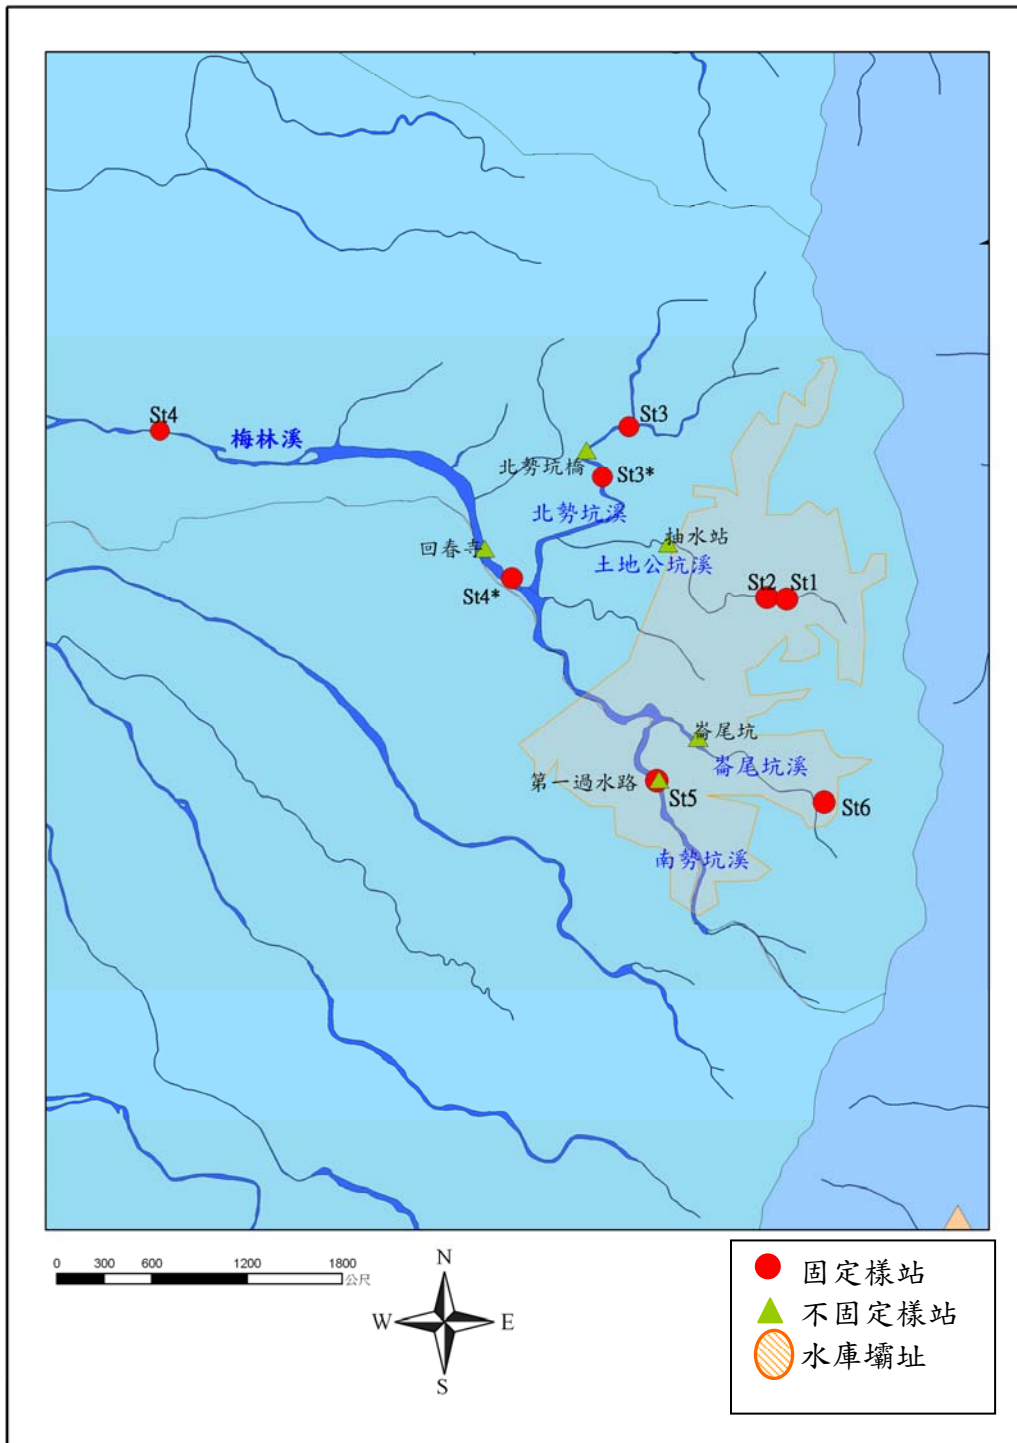 St4
梅林溪
St3
北勢坑橋
St3*
北勢坑溪
抽水站
回春寺
土地公坑溪
St2
St1
St4*
崙尾坑
崙尾坑溪
第一過水路
St5
St6
南勢坑溪
0 300 600 1200 1800
公尺
N
W E
S
固定樣站
不固定樣站
水庫壩址